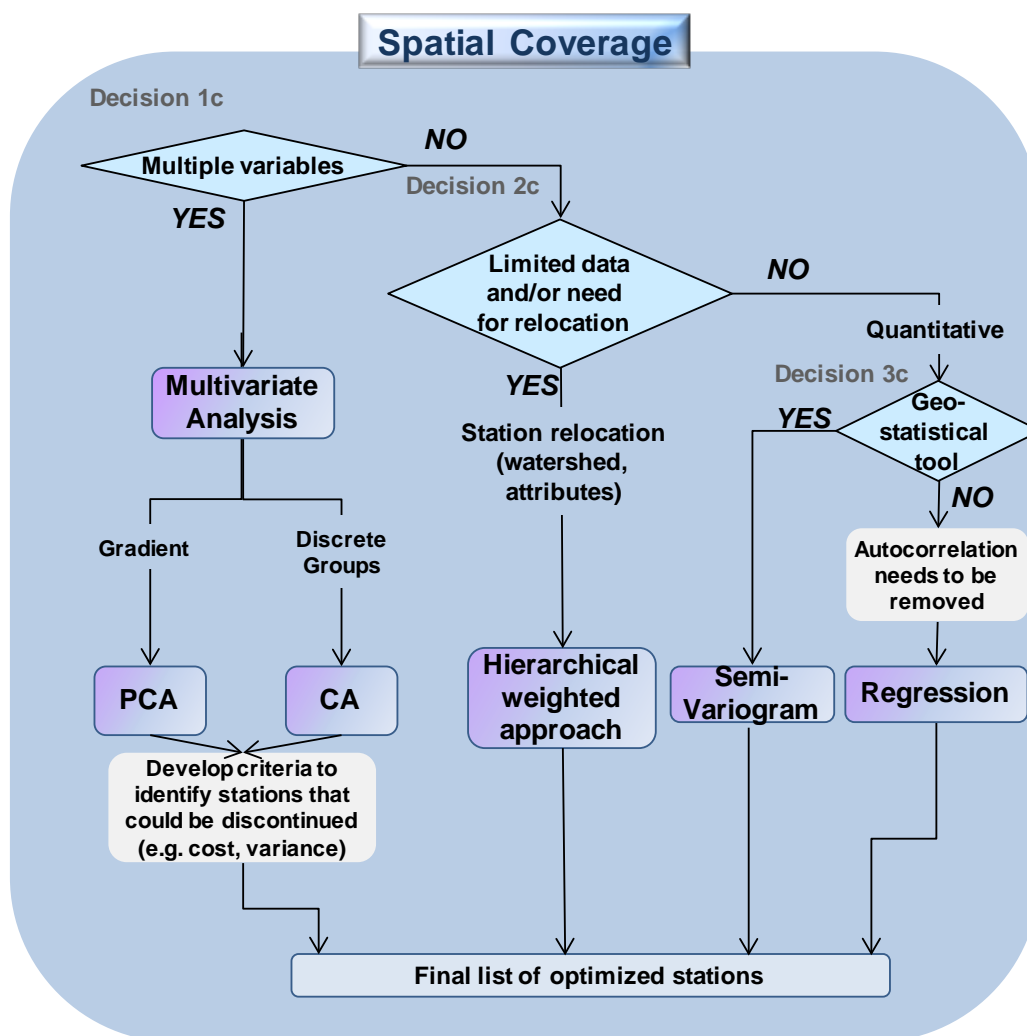 Spatial Coverage
Decision 1c
Multiple variables
NO
YES
Decision 2c
Limited data
and/or need
for relocation
NO
YES
Quantitative
Decision 3c
Geo-
statistical
tool
YES
NO
Multivariate
Analysis
Station relocation
(watershed,
attributes)
Gradient
Discrete
Groups
Autocorrelation
needs to be
removed
PCA
CA
Hierarchical
weighted
approach
Semi-
Variogram
Regression
Develop criteria to
identify stations that
could be discontinued
(e.g. cost, variance)
Final list of optimized stations